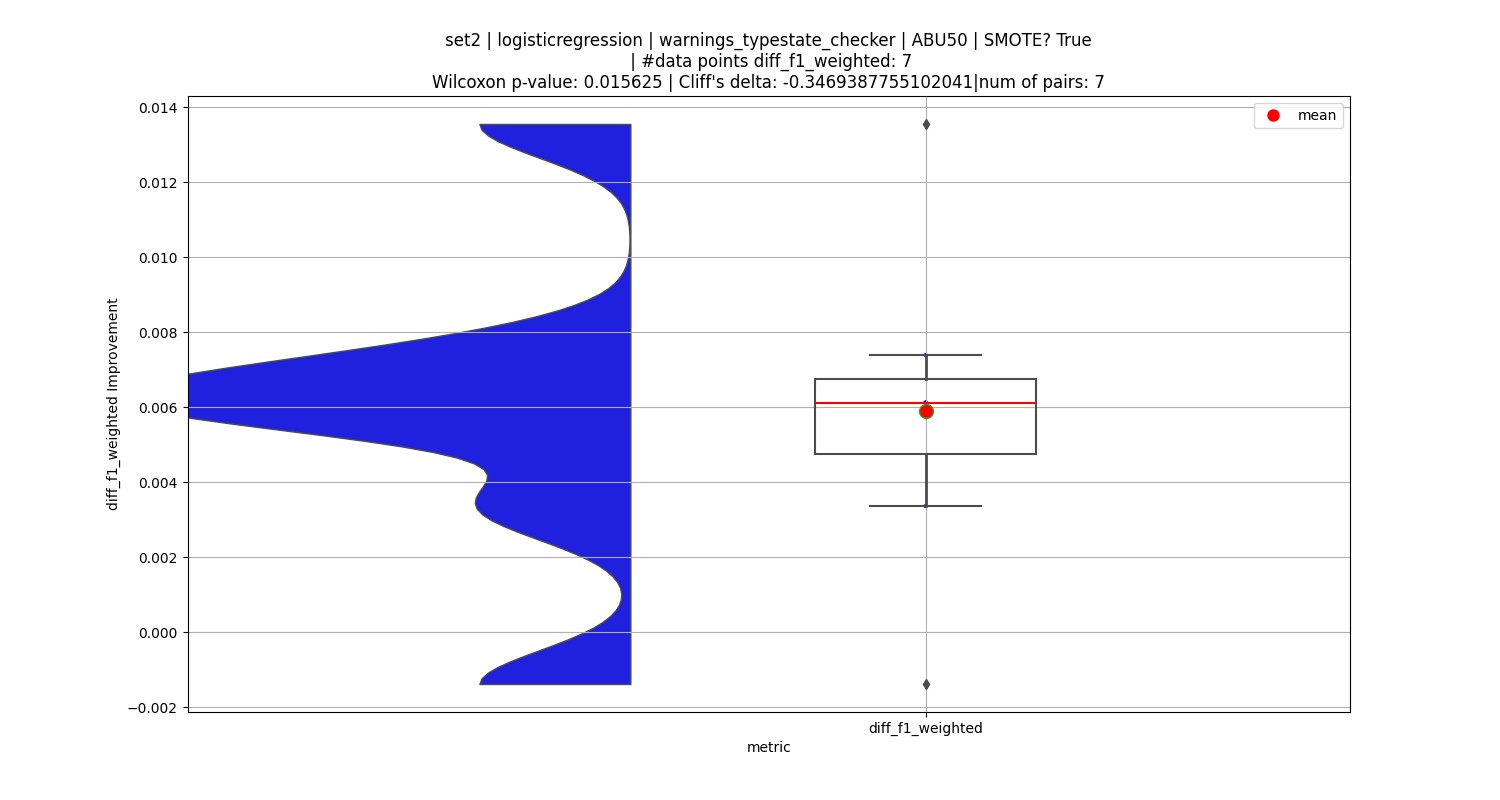 set2 | logisticregression | warnings_typestate_checker | ABU50 | SMOTE? True
| #data points diff_f1_weighted: 7
Wilcoxon p-value: 0.015625 | Cliff's delta: -0.3469387755102041|num of pairs: 7
mean
0.014
0.012
0.010
0.008
0.006
0.004
0.002
0.000
−0.002
diff_f1_weighted Improvement
diff_f1_weighted
metric